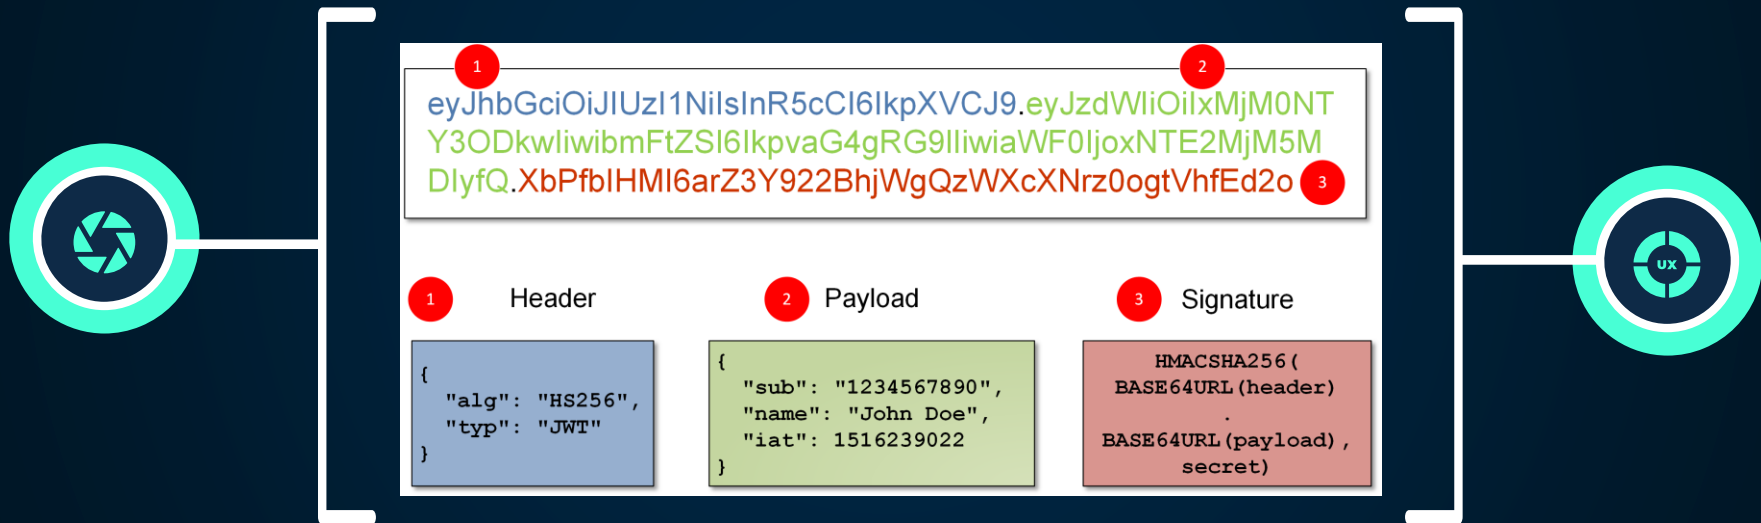 1
2
eyJhbGciOiJIUzI1NiIsInR5cCI6IkpXVCJ9.eyJzdWIiOiIxMjM0NT
Y3ODkwIiwibmFtZSI6IkpvaG4gRG9lIiwiaWF0IjoxNTE2MjM5M
DIyfQ.XbPfbIHMI6arZ3Y922BhjWgQzWXcXNrz0ogtVhfEd2o
3
1 Header
2 Payload
3 Signature
{
"alg": "HS256",
"typ": "JWT"
}
{
"sub": "1234567890",
"name": "John Doe",
"iat": 1516239022
}
HMACSHA256(
BASE64URL(header)
.
BASE64URL(payload),
secret)
UX